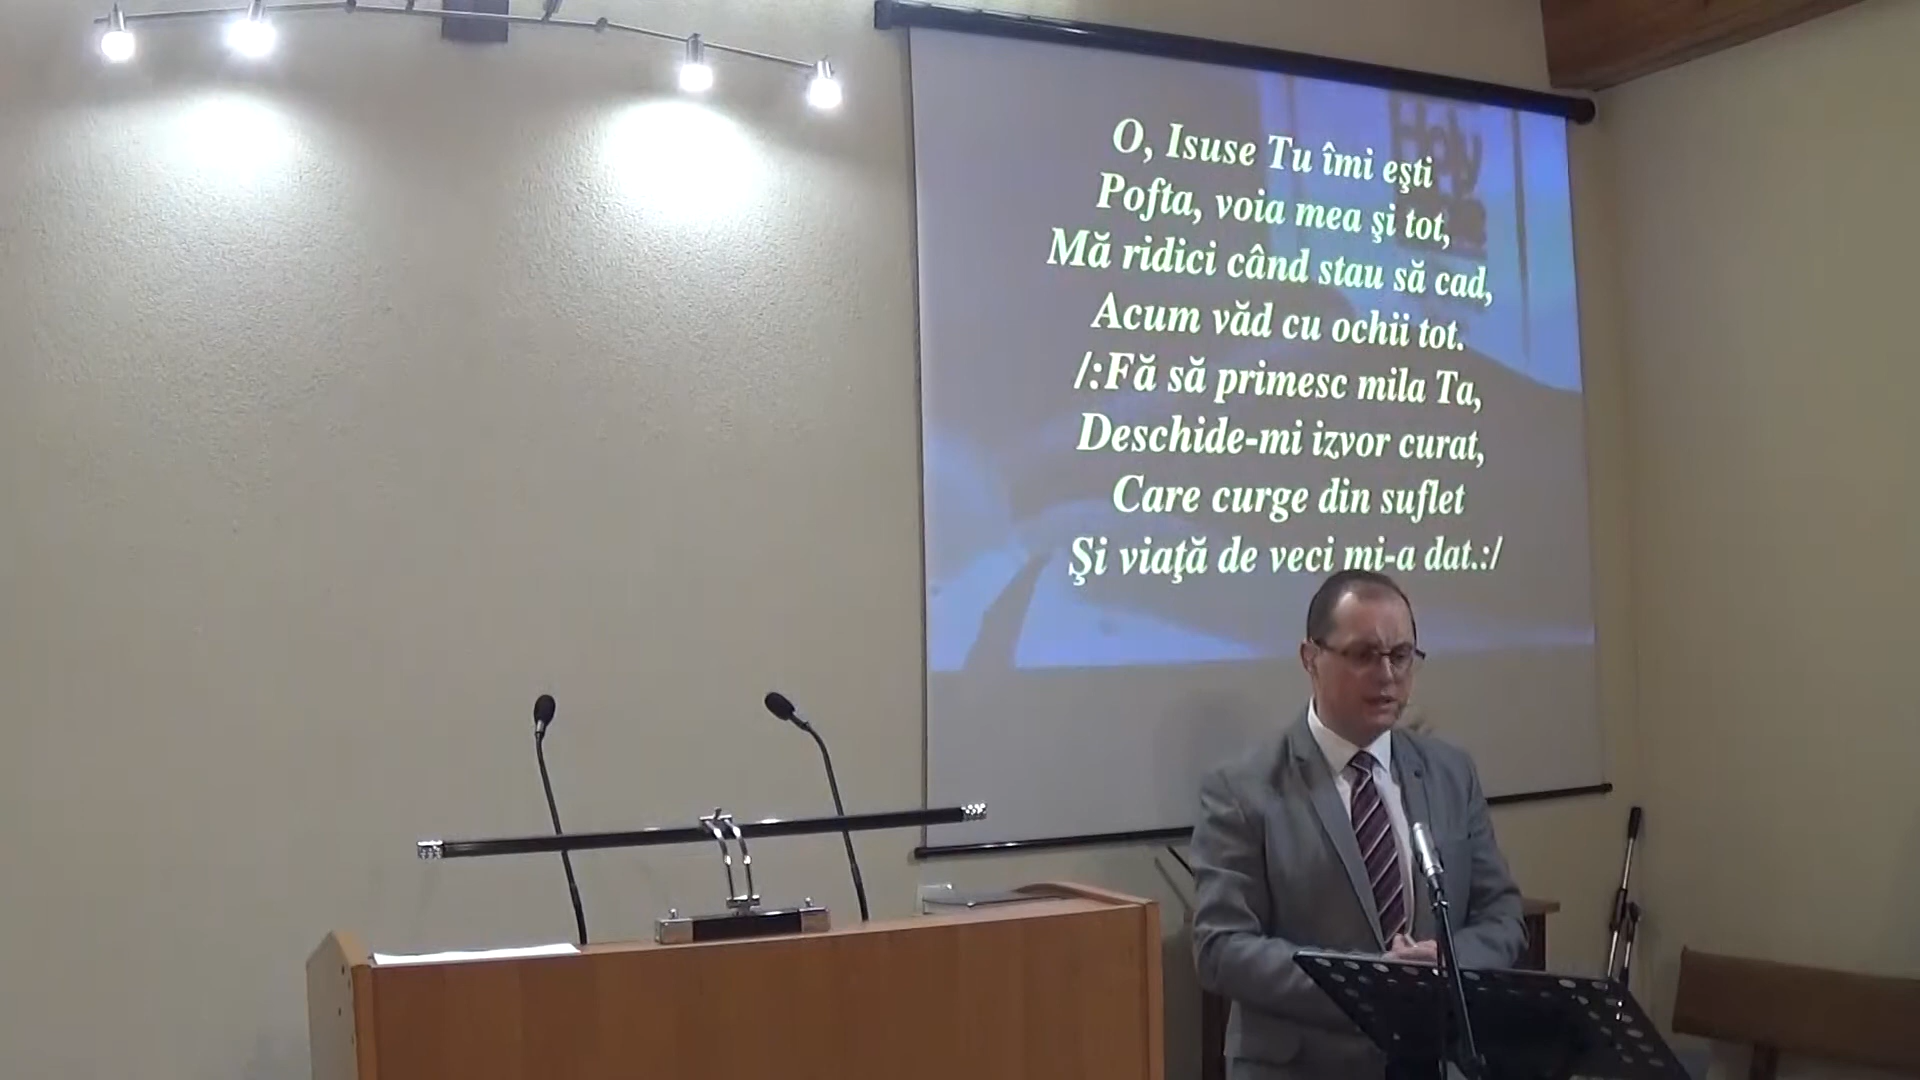 Holy
O, Isuse Tu îmi eşti
Pofta, voia mea şi tot,
Mă ridici când stau să cad,
Acum văd cu ochii tot.
/:Fă să primesc mila Ta,
Deschide-mi izvor curat,
Care curge din suflet
Şi viaţă de veci mi-a dat.:/